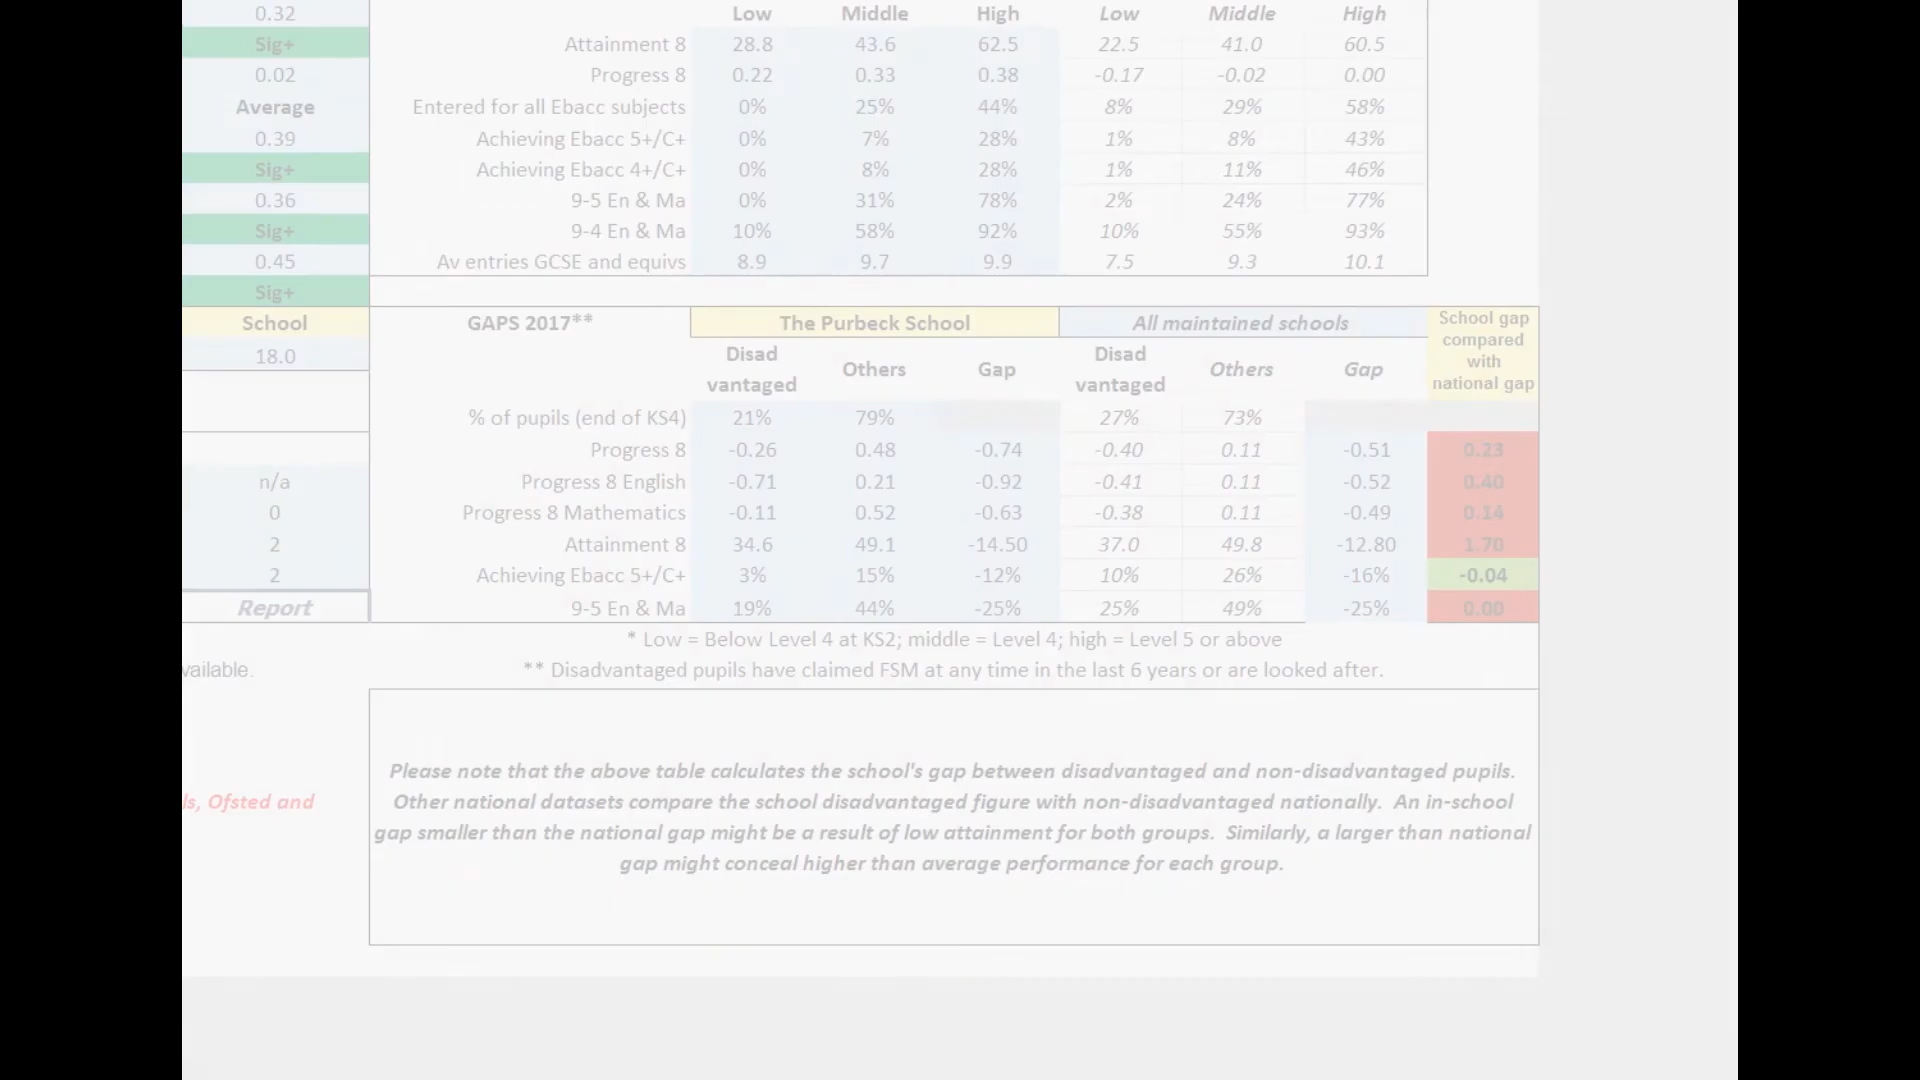 0.32
Low Middle High Low Middle High
Sig+
Attainment 8 28.8 43.6 62.5 22.5 41.0 60.5
0.02
Progress 8 0.22 0.33 0.38 -0.17 -0.02 0.00
Average
Entered for all Ebacc subjects 0% 25% 44% 8% 29% 58%
0.39
Achieving Ebacc 5+/C+ 0% 7% 28% 1% 8% 43%
Sig+
Achieving Ebacc 4+/C+ 0% 8% 28% 1% 11% 46%
0.36
9-5 En & Ma 0% 31% 78% 2% 24% 77%
Sig+
9-4 En & Ma 10% 58% 92% 10% 55% 93%
0.45
Av entries GCSE and equivs 8.9 9.7 9.9 7.5 9.3 10.1
Sig+
School
18.0
n/a
0
2
2
Report
GAPS 2017** The Purbeck School All maintained schools
School gap
compared
with
national gap
Disad
vantaged
Others Gap
Disad
vantaged
Others Gap
% of pupils (end of KS4) 21% 79% 27% 73%
Progress 8 -0.26 0.48 -0.74 -0.40 0.11 -0.51 0.23
Progress 8 English -0.71 0.21 -0.92 -0.41 0.11 -0.52 0.40
Progress 8 Mathematics -0.11 0.52 -0.63 -0.38 0.11 -0.49 0.14
Attainment 8 34.6 49.1 -14.50 37.0 49.8 -12.80 1.70
Achieving Ebacc 5+/C+ 3% 15% -12% 10% 26% -16% -0.04
9-5 En & Ma 19% 44% -25% 25% 49% -25% 0.00
* Low = Below Level 4 at KS2; middle = Level 4; high = Level 5 or above
vailable.
** Disadvantaged pupils have claimed FSM at any time in the last 6 years or are looked after.
ls, Ofsted and
Please note that the above table calculates the school's gap between disadvantaged and non-disadvantaged pupils.
Other national datasets compare the school disadvantaged figure with non-disadvantaged nationally. An in-school
gap smaller than the national gap might be a result of low attainment for both groups. Similarly, a larger than national
gap might conceal higher than average performance for each group.